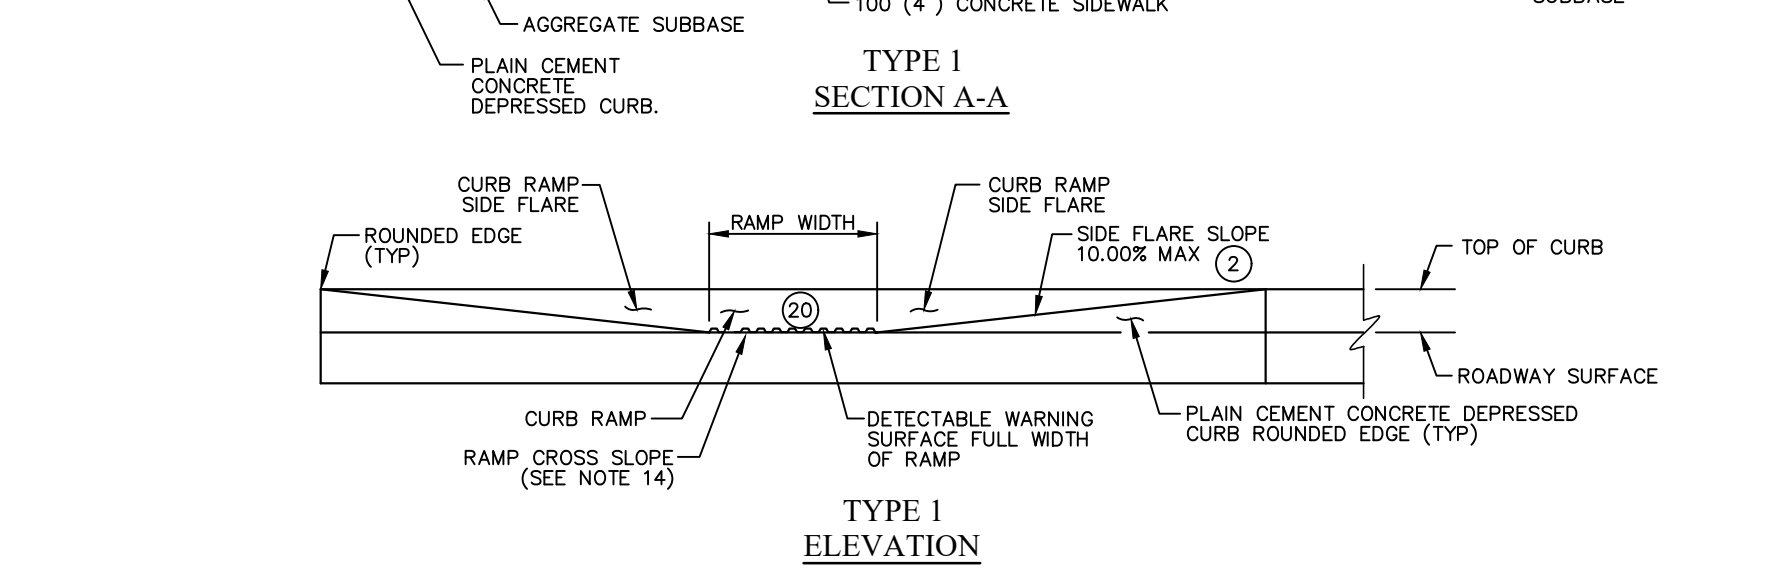 100 (4") CONCRETE SIDEWALK
SUBBASE
AGGREGATE SUBBASE
PLAIN CEMENT
CONCRETE
DEPRESSED CURB.
TYPE 1
SECTION A-A
CURB RAMP
SIDE FLARE
ROUNDED EDGE
(TYP)
RAMP WIDTH
CURB RAMP
SIDE FLARE
SIDE FLARE SLOPE
10.00% MAX
2
TOP OF CURB
20
ROADWAY SURFACE
CURB RAMP
RAMP CROSS SLOPE
(SEE NOTE 14)
DETECTABLE WARNING
SURFACE FULL WIDTH
OF RAMP
PLAIN CEMENT CONCRETE DEPRESSED
CURB ROUNDED EDGE (TYP)
TYPE 1
ELEVATION